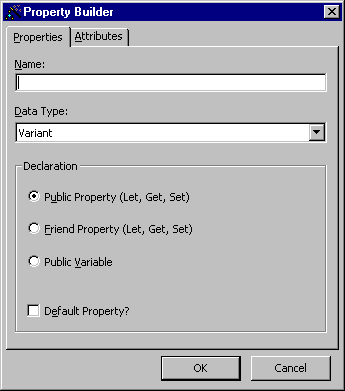 Property Builder
Properties
Attributes
Name:
Data Type:
Variant
Declaration
Public Property (Let, Get, Set)
Friend Property (Let, Get, Set)
Public Variable
Default Property?
OK
Cancel